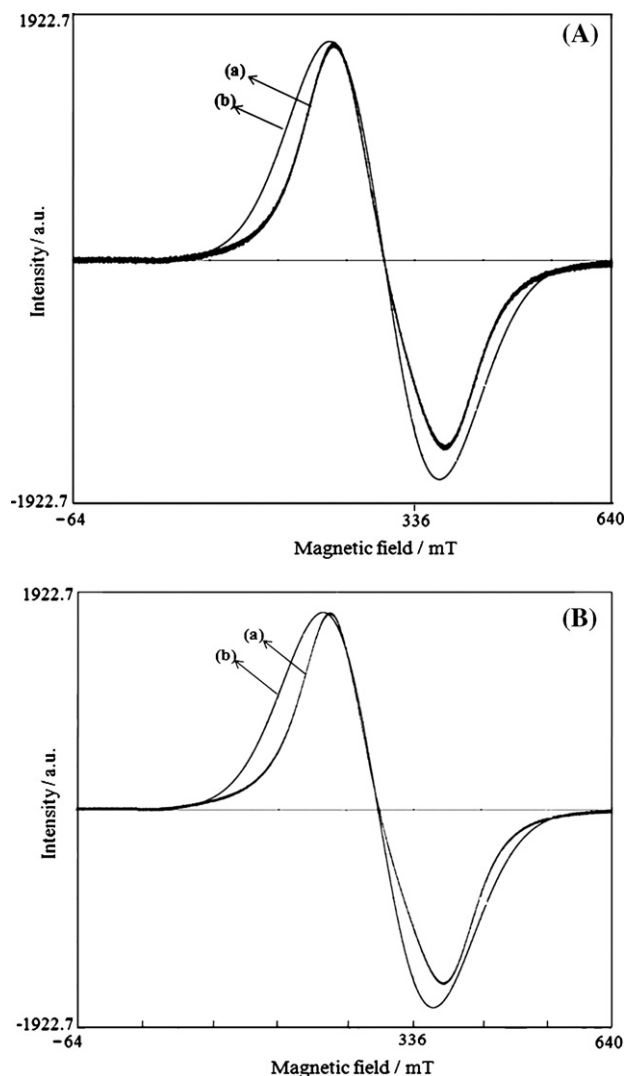 1922.7
(A)
(a)
(b)
Intensity / a.u.
-1922.7
-64
336
640
Magnetic field / mT
1922.7
(B)
(a)
(b)
Intensity / a.u.
-1922.7
-64
336
640
Magnetic field / mT